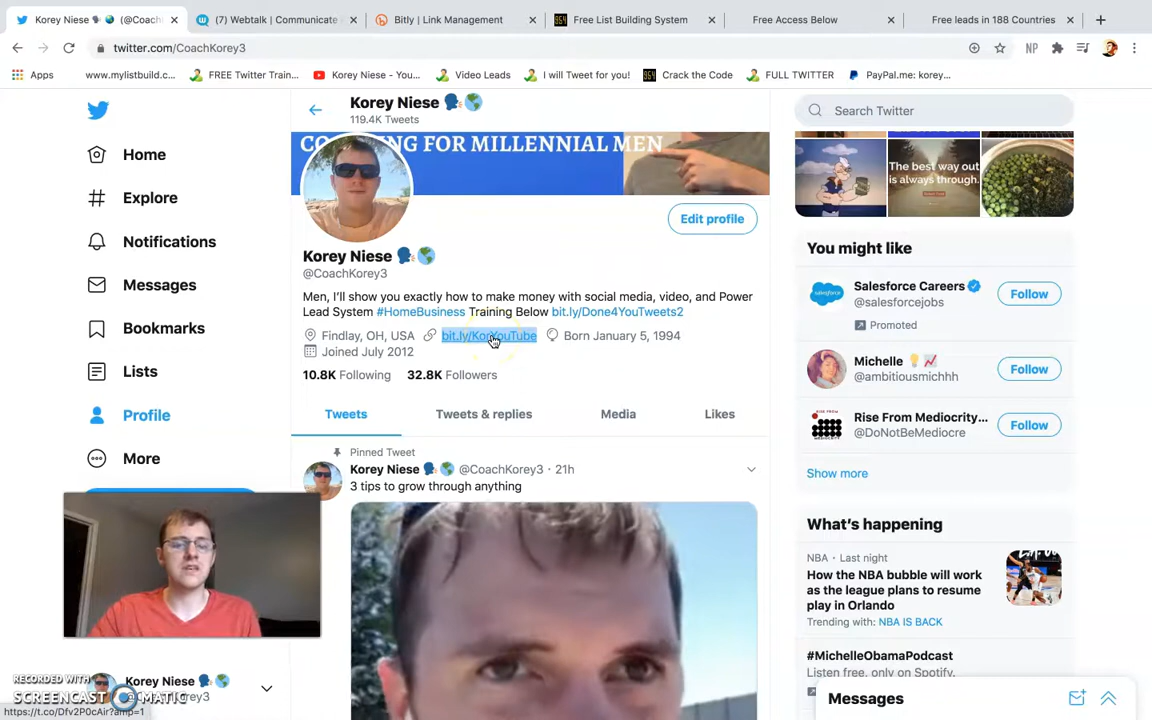 Korey Niese (@Coach
(7) Webtalk | Communicate
Bitly | Link Management
Free List Building System
Free Access Below
Free leads in 188 Countries
twitter.com/CoachKorey3
NP
Apps
www.mylistbuild.c...
FREE Twitter Train...
Korey Niese - You...
Video Leads
I will Tweet for you!
Crack the Code
FULL TWITTER
PayPal.me: korey...
Korey Niese
119.4K Tweets
Search Twitter
Home
Explore
Notifications
Messages
Bookmarks
Lists
Profile
More
COACHING FOR MILLENNIAL MEN
Edit profile
Korey Niese
@CoachKorey3
Men, I'll show you exactly how to make money with social media, video, and Power
Lead System #HomeBusiness Training Below bit.ly/Done4YouTweets2
Findlay, OH, USA bit.ly/KorYouTube Born January 5, 1994
Joined July 2012
10.8K Following 32.8K Followers
Tweets
Tweets & replies
Media
Likes
Pinned Tweet
Korey Niese @CoachKorey3 · 21h
3 tips to grow through anything
The best way out
is always through.
You might like
Salesforce Careers
@salesforcejobs
Follow
Promoted
Michelle
@ambitiousmichhh
Follow
Rise From Mediocrity...
@DoNotBeMediocre
Follow
Show more
What's happening
NBA · Last night
How the NBA bubble will work
as the league plans to resume
play in Orlando
Trending with: NBA IS BACK
#MichelleObamaPodcast
Listen free, only on Spotify.
Messages
Korey Niese
RECORDED WITH
SCREENCAST MATIC
https://t.co/Dfv2P0cAir?amp=1